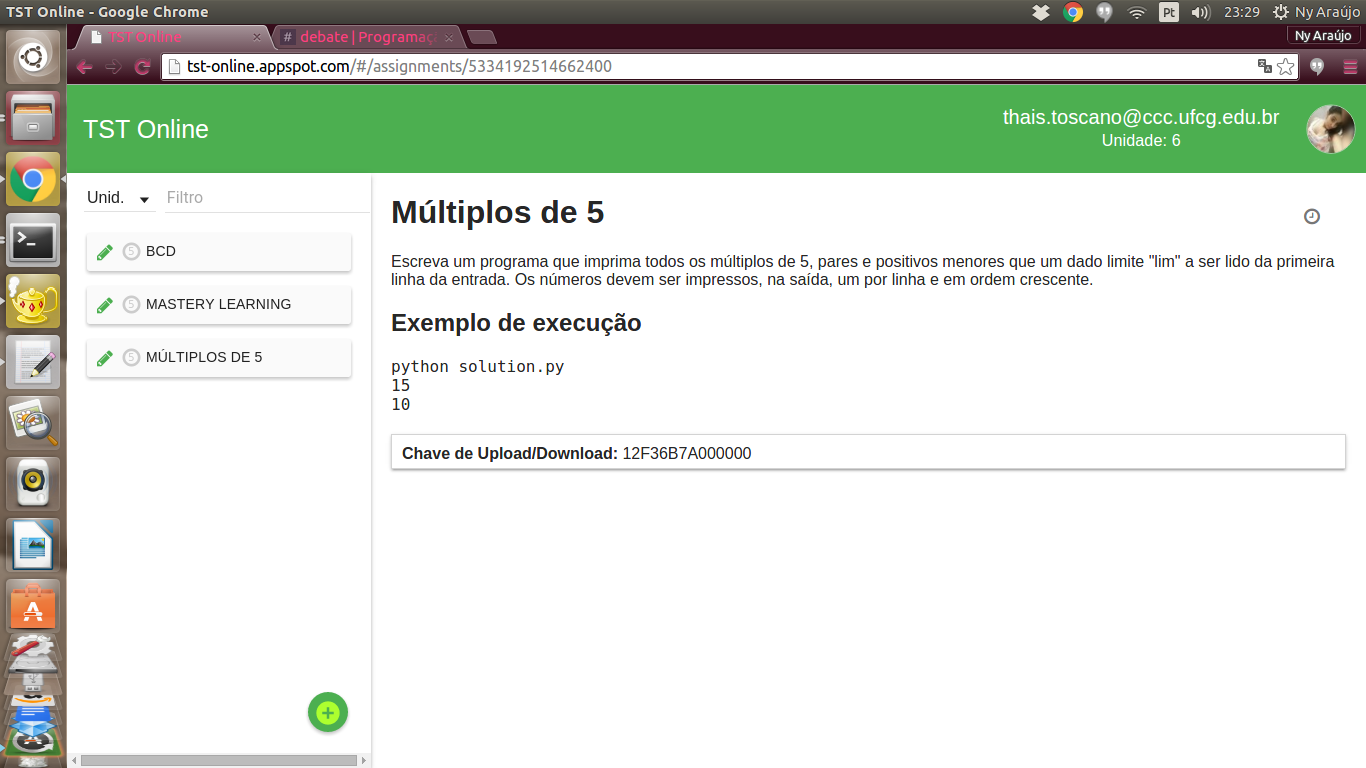 TST Online - Google Chrome
Pt
23:29
Ny Araújo
TST Online
# debate | Programaç
Ny Araújo
tst-online.appspot.com/#/assignments/5334192514662400
TST Online
thais.toscano@ccc.ufcg.edu.br
Unidade: 6
Unid.
Filtro
5 BCD
5 MASTERY LEARNING
5 MÚLTIPLOS DE 5
Múltiplos de 5
Escreva um programa que imprima todos os múltiplos de 5, pares e positivos menores que um dado limite "lim" a ser lido da primeira
linha da entrada. Os números devem ser impressos, na saída, um por linha e em ordem crescente.
Exemplo de execução
python solution.py
15
10
Chave de Upload/Download: 12F36B7A000000